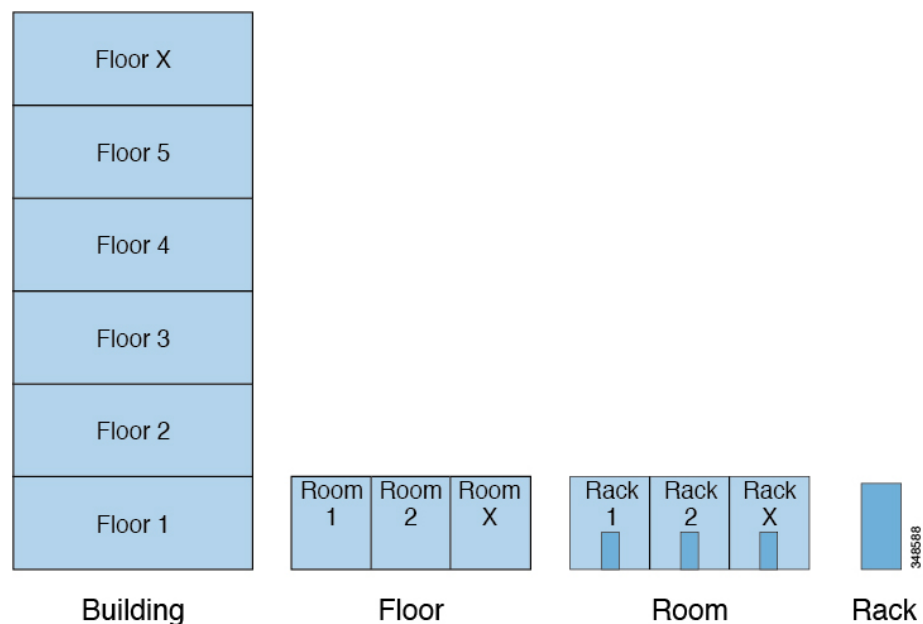 Floor X
Floor 5
Floor 4
Floor 3
Floor 2
Floor 1
Building
Room
1
Room
2
Room
X
Floor
Rack
1
Rack
2
Rack
X
Room
348588
Rack